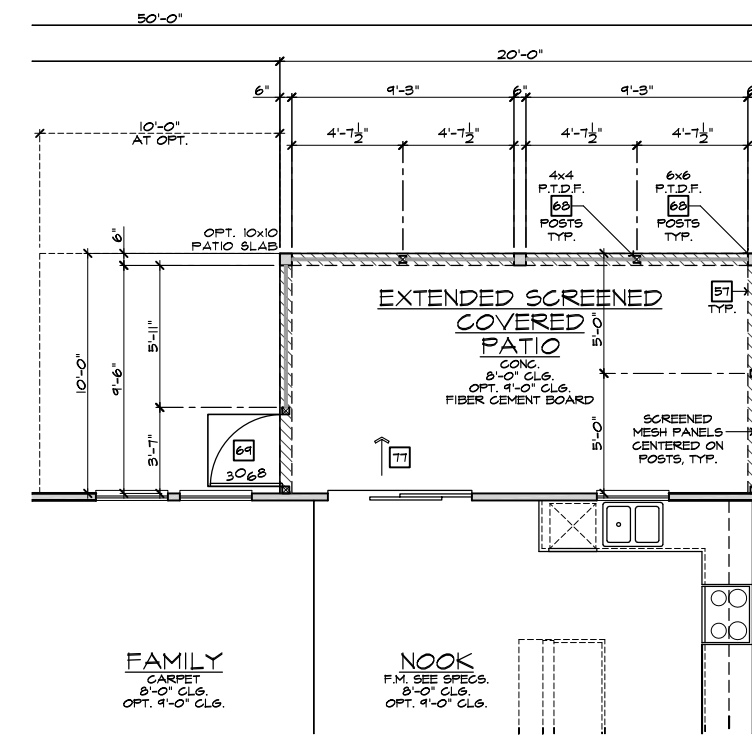 50'-0"
20'-0"
6" 9'-3" 6" 9'-3"
10'-0"
AT OPT.
4'-7½" 4'-7½" 4'-7½" 4'-7½"
4x4
P.T.D.F.
68
POSTS
TYP.
6x6
P.T.D.F.
68
POSTS
TYP.
OPT. 10x10
PATIO SLAB
6"
10'-0"
9'-6"
5'-11"
3'-7"
EXTENDED SCREENED
COVERED
PATIO
CONC.
8'-0" CLG.
OPT. 9'-0" CLG.
FIBER CEMENT BOARD
5'-0"
5'-0"
57
TYP.
SCREENED
MESH PANELS
CENTERED ON
POSTS, TYP.
69
3068
77
FAMILY
CARPET
8'-0" CLG.
OPT. 9'-0" CLG.
NOOK
F.M. SEE SPECS.
8'-0" CLG.
OPT. 9'-0" CLG.